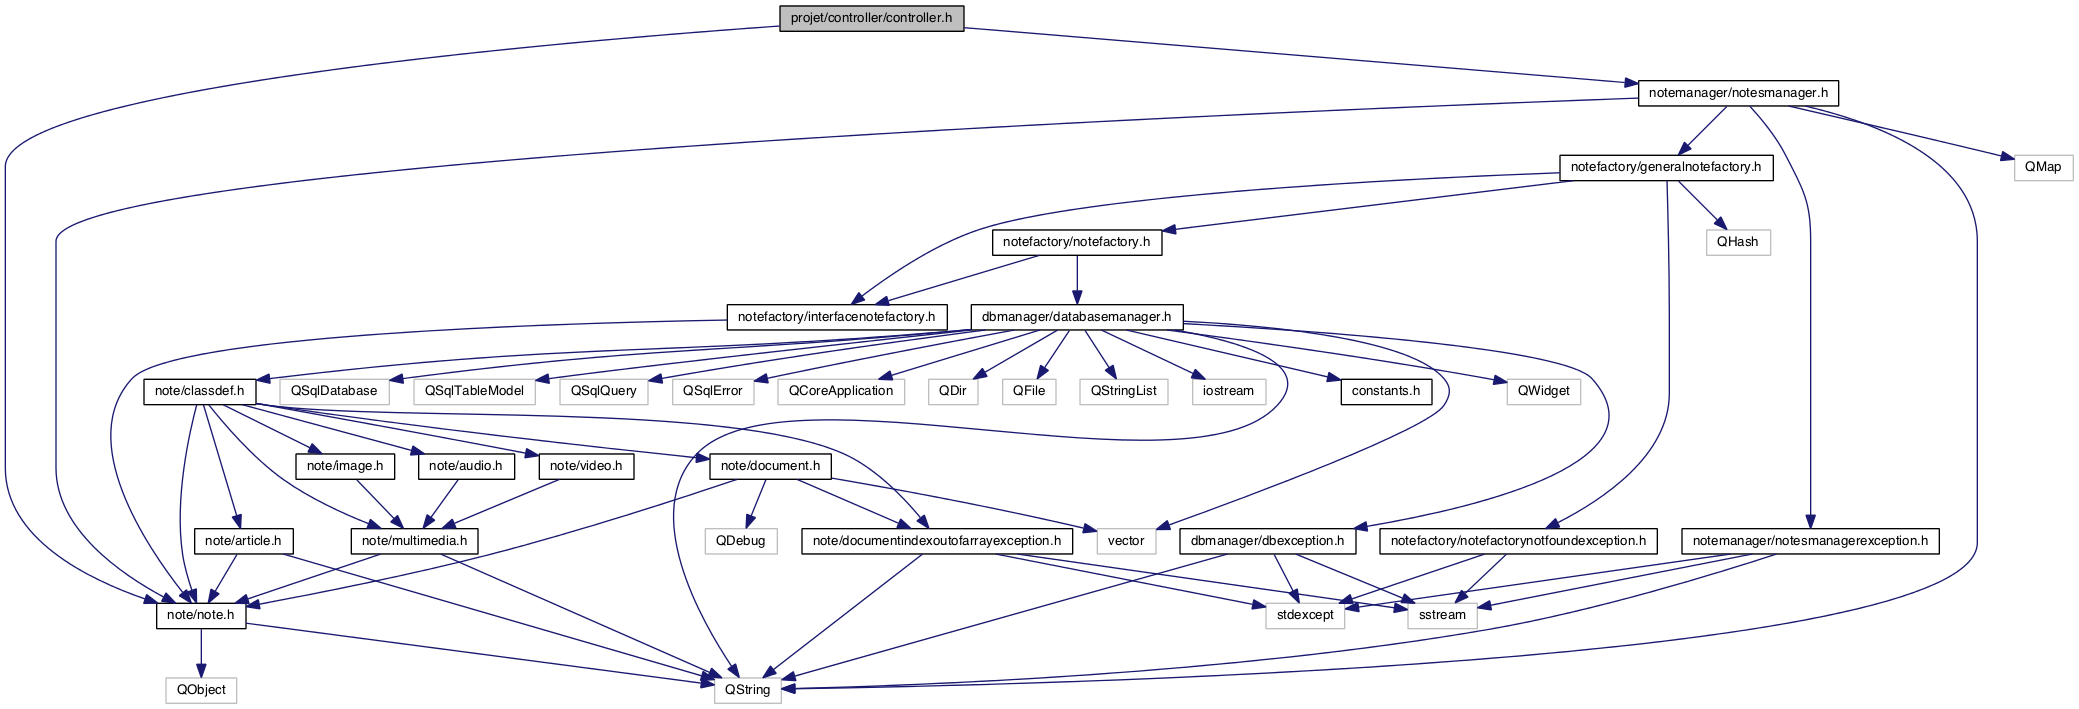 projet/controller/controller.h
notemanager/notesmanager.h
notefactory/generalnotefactory.h
QMap
notefactory/notefactory.h
QHash
notefactory/interfacenotefactory.h
dbmanager/databasemanager.h
note/classdef.h
QSqlDatabase
QSqlTableModel
QSqlQuery
QSqlError
QCoreApplication
QDir
QFile
QStringList
iostream
constants.h
QWidget
note/image.h
note/audio.h
note/video.h
note/document.h
note/article.h
note/multimedia.h
QDebug
note/documentindexoutofarrayexception.h
vector
dbmanager/dbexception.h
notefactory/notefactorynotfoundexception.h
notemanager/notesmanagerexception.h
note/note.h
stdexcept
sstream
QObject
QString